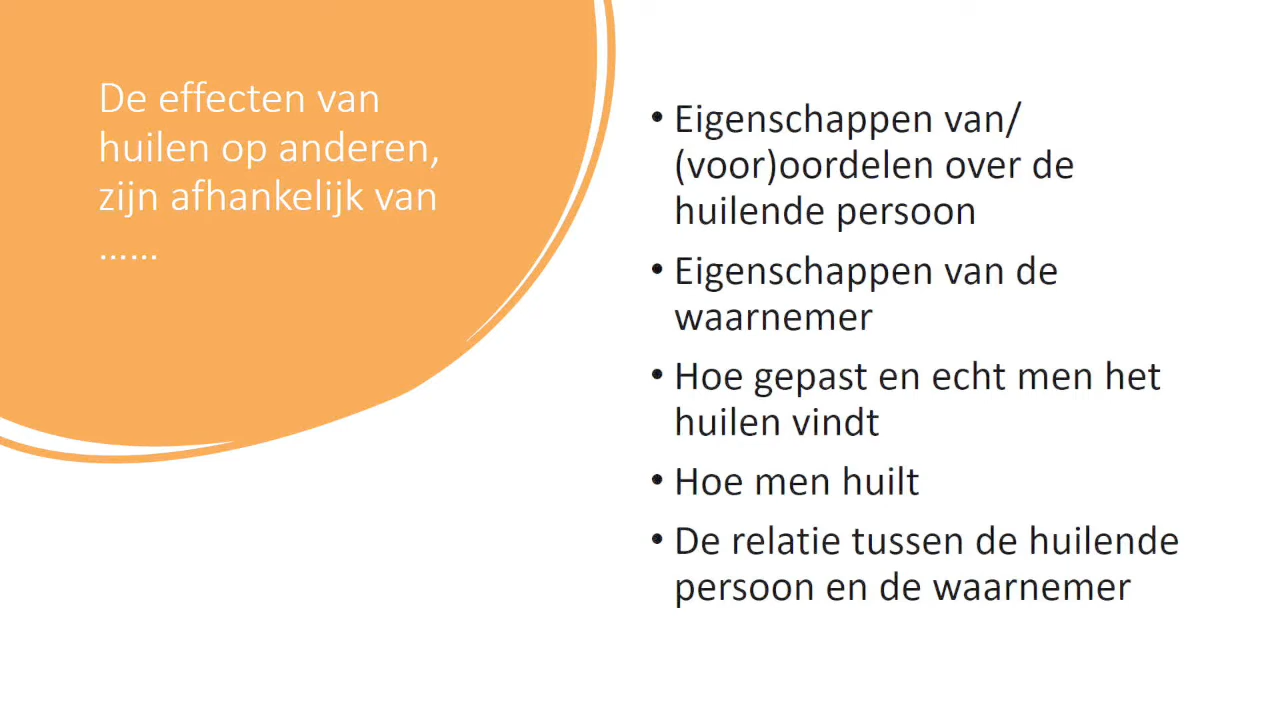 De effecten van
huilen op anderen,
zijn afhankelijk van
......
• Eigenschappen van/
(voor)oordelen over de
huilende persoon
• Eigenschappen van de
waarnemer
• Hoe gepast en echt men het
huilen vindt
• Hoe men huilt
• De relatie tussen de huilende
persoon en de waarnemer